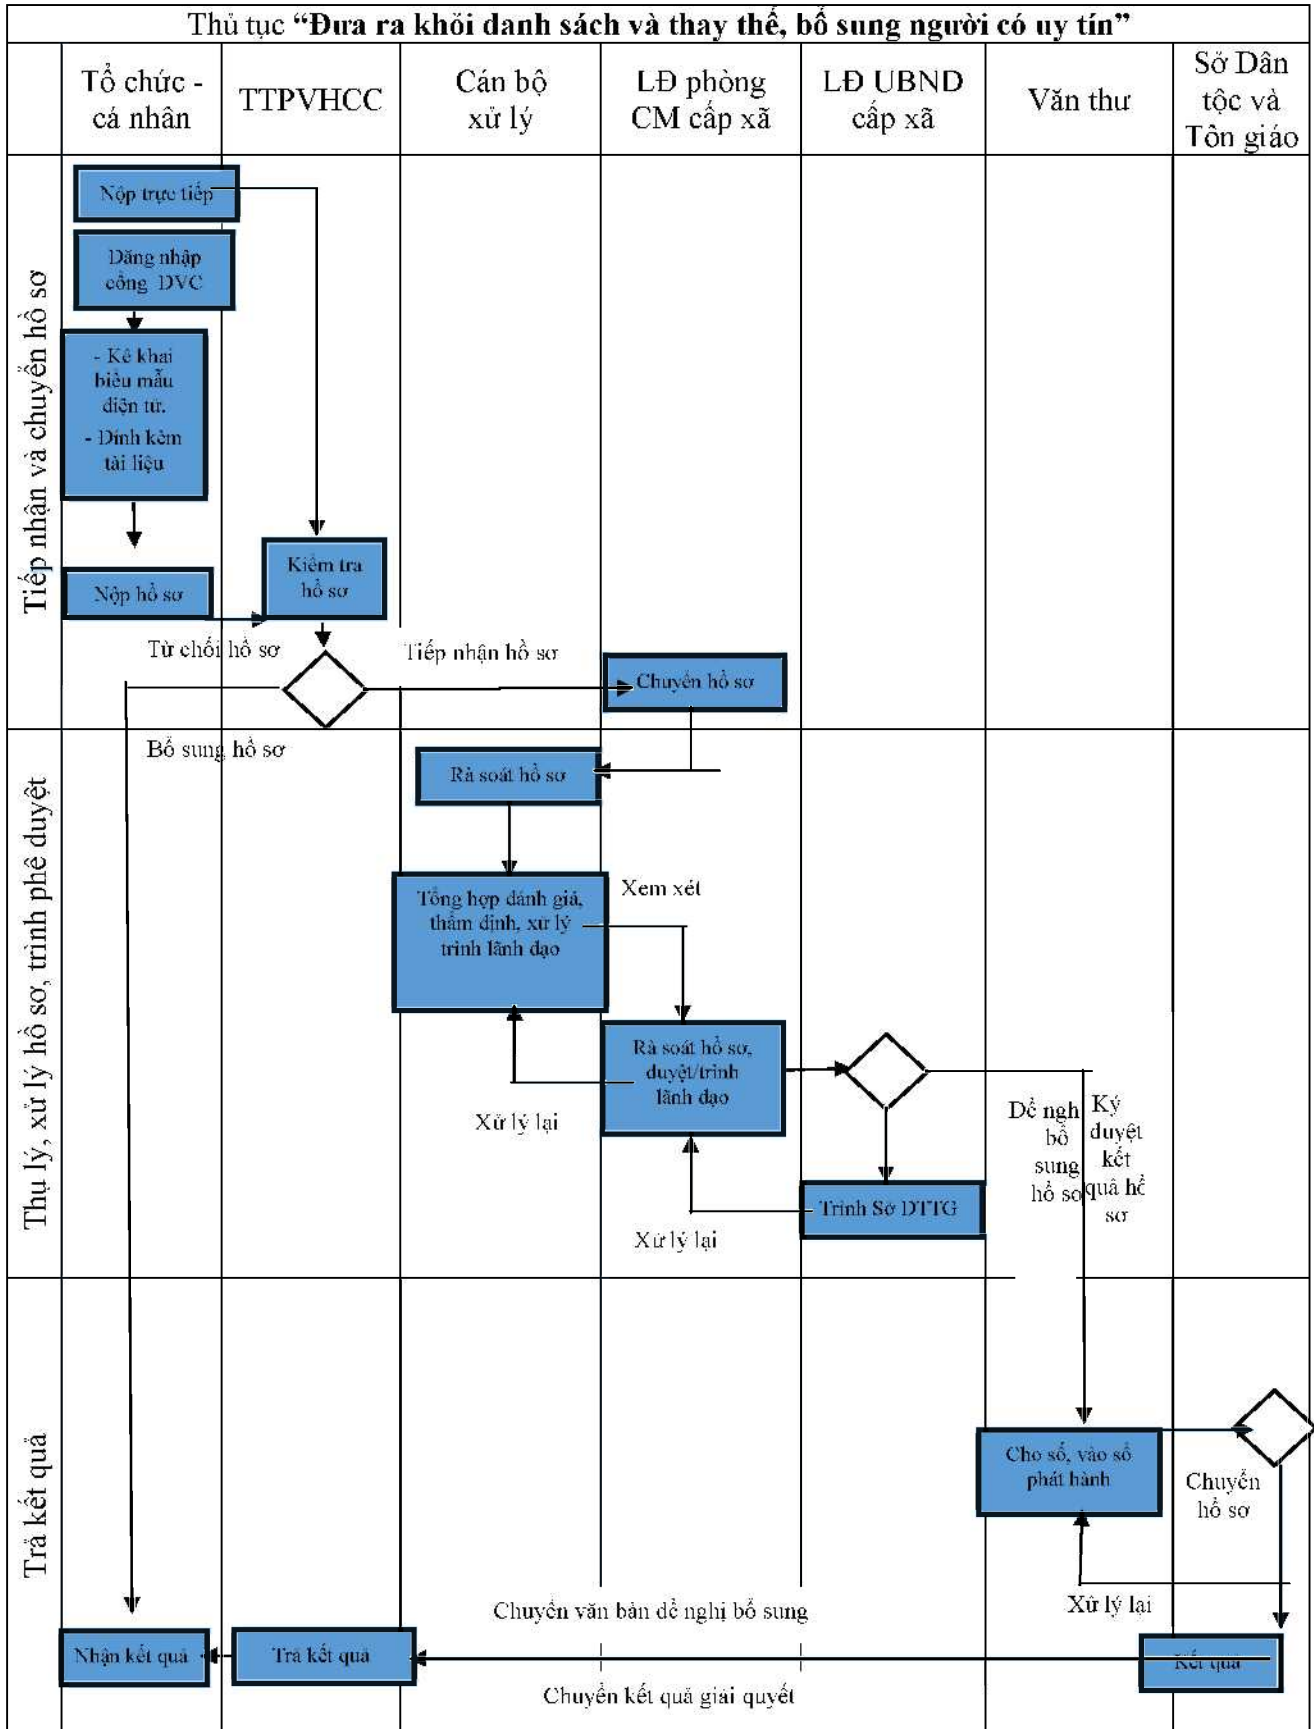 Thủ tục “Đưa ra khỏi danh sách và thay thế, bổ sung người có uy tín”
Tổ chức -
cá nhân
TTPVHCC
Cán bộ
xử lý
LĐ phòng
CM cấp xã
LĐ UBND
cấp xã
Văn thư
Sở Dân
tộc và
Tôn giáo
Tiếp nhận và chuyển hồ sơ
Nộp trực tiếp
Đăng nhập
cổng DVC
- Kê khai
biểu mẫu
điện tử.
- Đính kèm
tài liệu
Nộp hồ sơ
Kiểm tra
hồ sơ
Từ chối hồ sơ
Tiếp nhận hồ sơ
Chuyển hồ sơ
Bổ sung hồ sơ
Thụ lý, xử lý hồ sơ, trình phê duyệt
Rà soát hồ sơ
Tổng hợp đánh giá,
thẩm định, xử lý
trình lãnh đạo
Xem xét
Rà soát hồ sơ,
duyệt/trình
lãnh đạo
Xử lý lại
Trình Sở DTTG
Xử lý lại
Đề ngh
bổ
sung
hồ sơ
Ký
duyệt
kết
quả hồ
sơ
Trả kết quả
Cho số, vào sổ
phát hành
Chuyển
hồ sơ
Xử lý lại
Chuyển văn bản đề nghị bổ sung
Nhận kết quả
Trả kết quả
Kết quả
Chuyển kết quả giải quyết